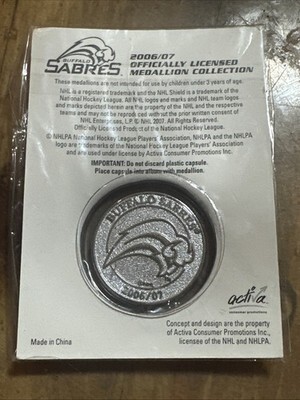 BUFFALO
SABRES
2006/07
OFFICIALLY LICENSED
MEDALLION COLLECTION
These medallions are not intended for use by children under 3 years of age.
NHL is a registered trademark and the NHL Shield is a trademark of the
National Hockey League. All NHL logos and marks and NHL team logos
and marks depicted herein are the property of the NHL and the respective
teams and may not be reproduced without the prior written consent of
NHL Enterprises, L.P. © NHL 2007. All Rights Reserved.
Officially Licensed Product of the National Hockey League.
© NHLPA National Hockey League Players' Association, NHLPA and the NHLPA
logo are trademarks of the National Hockey League Players' Association
and are used under license by Activa Consumer Promotions Inc.
IMPORTANT: Do not discard plastic capsule.
Place capsule into album with medallion.
BUFFALO SABRES
2006/07
activa
consumer promotions
Concept and design are the property
of Activa Consumer Promotions Inc.,
licensee of the NHL and NHLPA.
Made in China